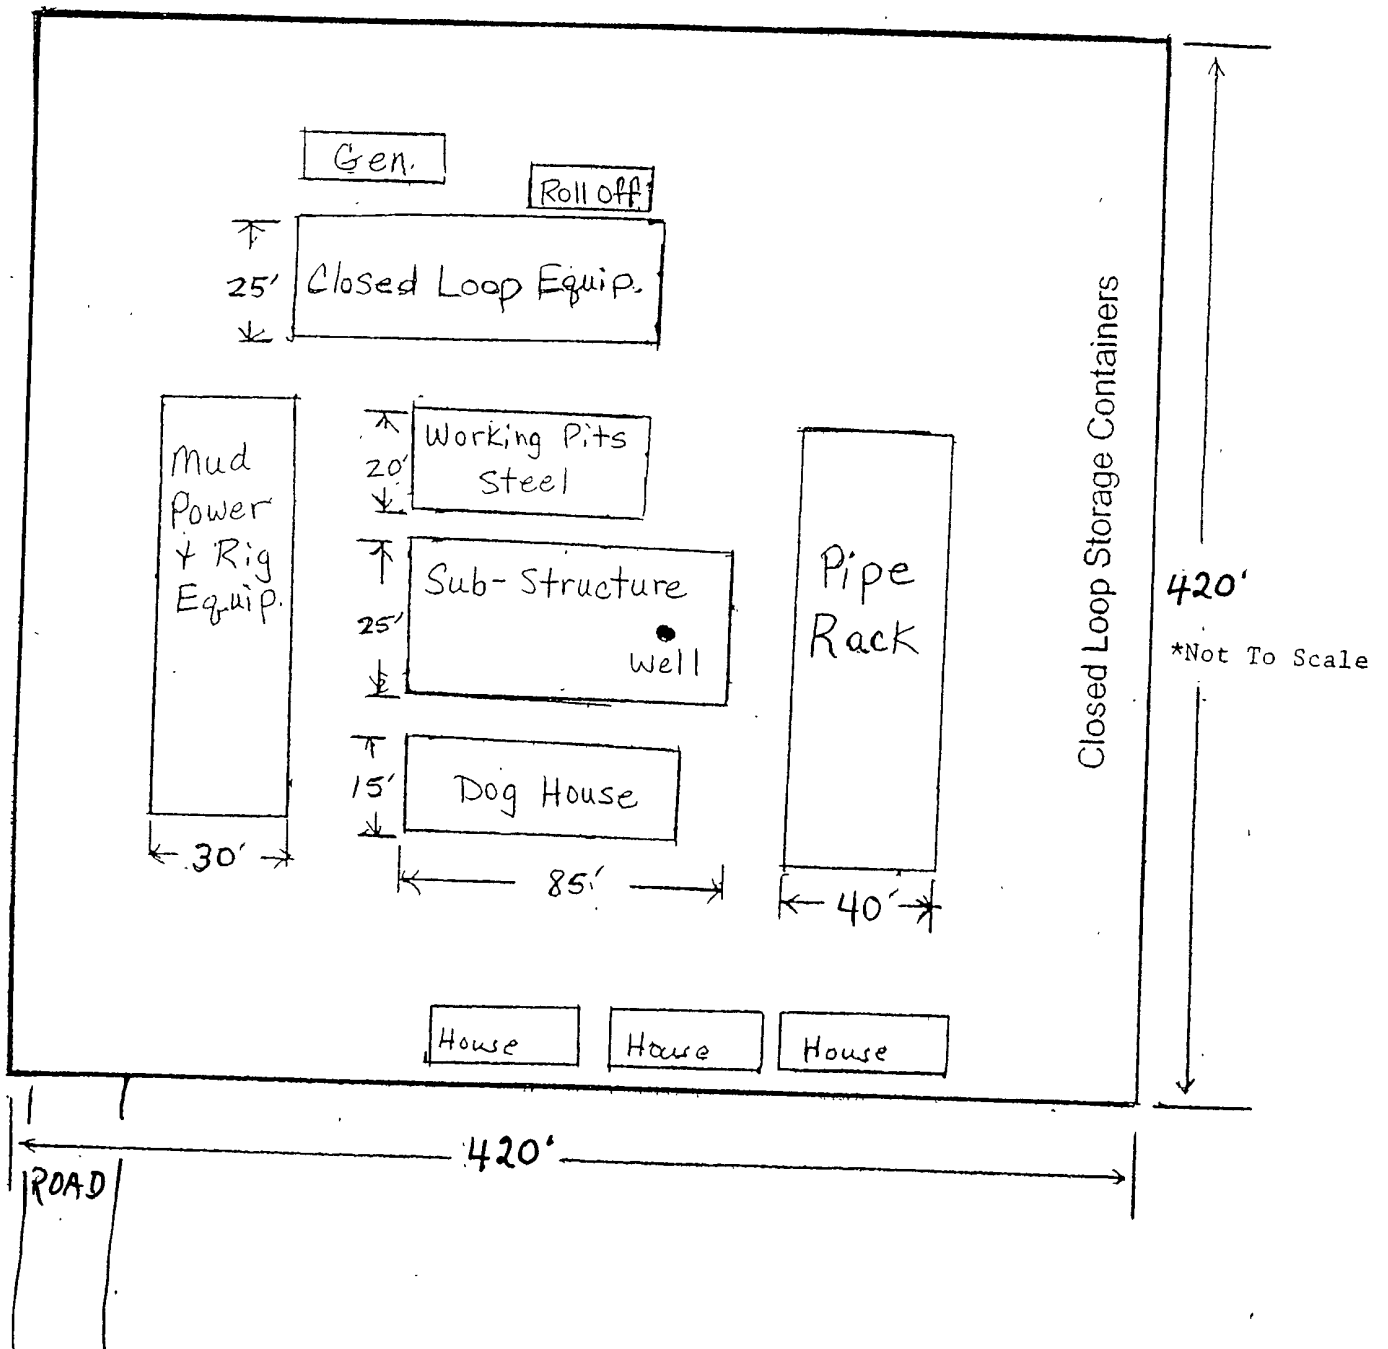 Gen.
Roll off
25'
Closed Loop Equip.
Closed Loop Storage Containers
Mud
Power
+ Rig
Equip.
20'
Working Pits
Steel
25'
Sub-Structure
Well
Pipe
Rack
420'
*Not To Scale
15'
Dog House
30'
85'
40'
House
House
House
420'
ROAD